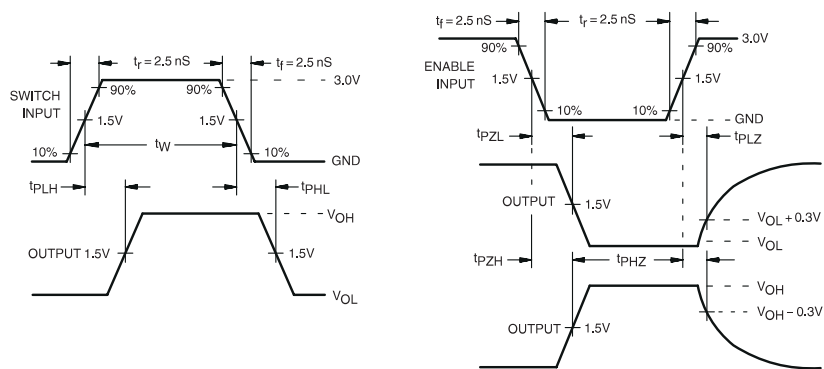 tr = 2.5 nS
tf = 2.5 nS
3.0V
90%
90%
SWITCH
INPUT
1.5V
1.5V
tW
10%
10%
GND
tPLH
tPHL
VOH
OUTPUT
1.5V
1.5V
VOL
tf = 2.5 nS
tr = 2.5 nS
3.0V
90%
90%
ENABLE
INPUT
1.5V
1.5V
10%
10%
GND
tPZL
tPLZ
OUTPUT
1.5V
VOL + 0.3V
VOL
tPZH
tPHZ
VOH
VOH – 0.3V
OUTPUT
1.5V